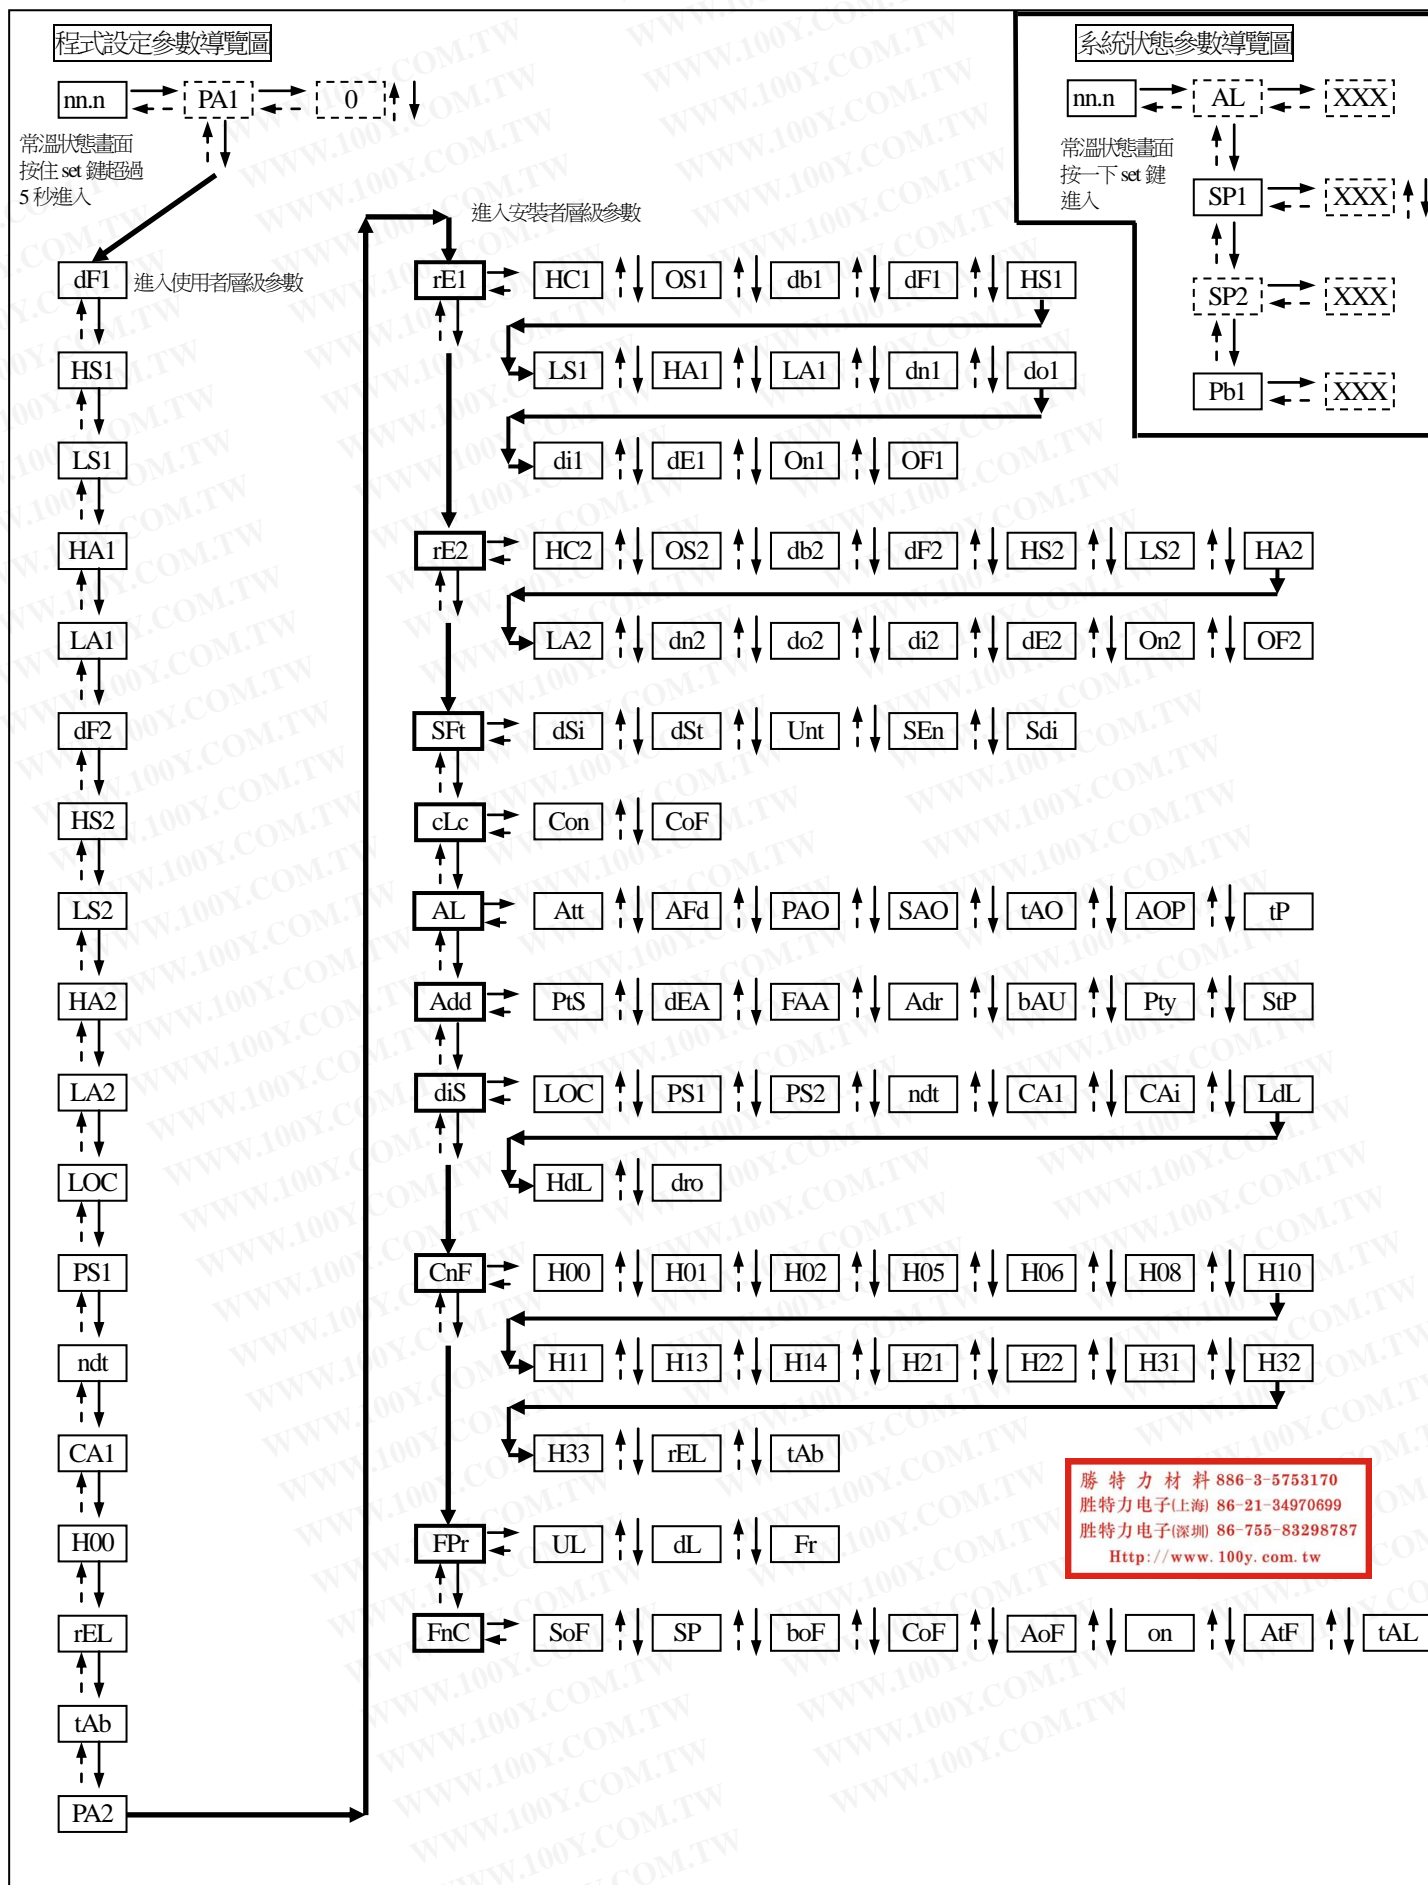 程式設定參數導覽圖
nn.n PA1 0
常溫狀態畫面
按住 set 鍵超過
5 秒進入
系統狀態參數導覽圖
nn.n AL XXX
常溫狀態畫面
按一下 set 鍵
進入
SP1 XXX
SP2 XXX
Pb1 XXX
dF1 進入使用者層級參數
HS1
LS1
HA1
LA1
dF2
HS2
LS2
HA2
LA2
LOC
PS1
ndt
CA1
H00
rEL
tAb
PA2
進入安裝者層級參數
rE1 HC1 OS1 db1 dF1 HS1
LS1 HA1 LA1 dn1 do1
di1 dE1 On1 OF1
rE2 HC2 OS2 db2 dF2 HS2 LS2 HA2
LA2 dn2 do2 di2 dE2 On2 OF2
SFt dSi dSt Unt SEn Sdi
cLc Con CoF
AL Att AFd PAO SAO tAO AOP tP
Add PtS dEA FAA Adr bAU Pty StP
diS LOC PS1 PS2 ndt CA1 CAi LdL
HdL dro
CnF H00 H01 H02 H05 H06 H08 H10
H11 H13 H14 H21 H22 H31 H32
H33 rEL tAb
FPr UL dL Fr
FnC SoF SP boF CoF AoF on AtF tAL
勝 特 力 材 料 886-3-5753170
胜特力电子(上海) 86-21-34970699
胜特力电子(深圳) 86-755-83298787
Http://www.100y.com.tw
WWW.100Y.COM.TW